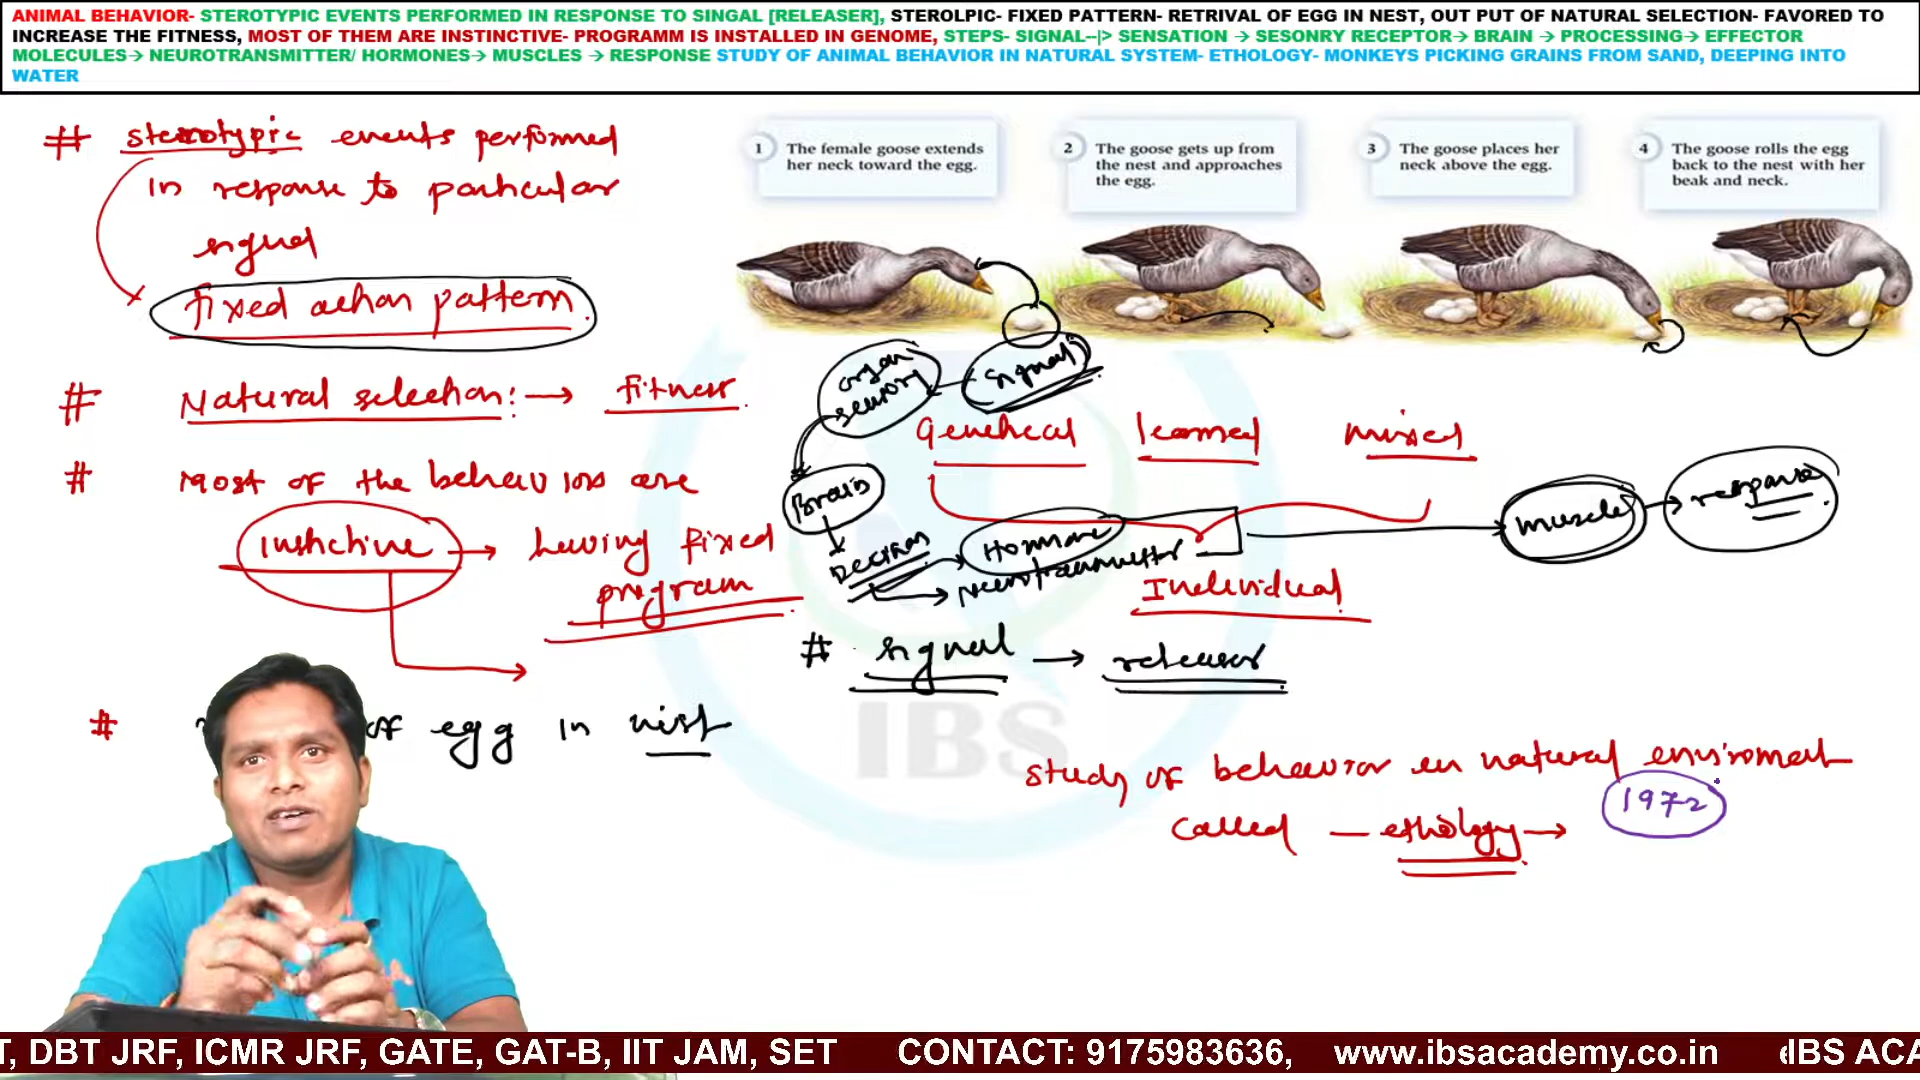 ANIMAL BEHAVIOR- STEROTYPIC EVENTS PERFORMED IN RESPONSE TO SINGAL [RELEASER], STEROLPIC- FIXED PATTERN- RETRIVAL OF EGG IN NEST, OUT PUT OF NATURAL SELECTION- FAVORED TO
INCREASE THE FITNESS, MOST OF THEM ARE INSTINCTIVE- PROGRAMM IS INSTALLED IN GENOME, STEPS- SIGNAL--|> SENSATION → SESONRY RECEPTOR→ BRAIN → PROCESSING→ EFFECTOR
MOLECULES→ NEUROTRANSMITTER/ HORMONES→ MUSCLES → RESPONSE STUDY OF ANIMAL BEHAVIOR IN NATURAL SYSTEM- ETHOLOGY- MONKEYS PICKING GRAINS FROM SAND, DEEPING INTO
WATER
# sterotypic events performed
in response to particular
signal
fixed action pattern.
1 The female goose extends
her neck toward the egg.
2 The goose gets up from
the nest and approaches
the egg.
3 The goose places her
neck above the egg.
4 The goose rolls the egg
back to the nest with her
beak and neck.
# Natural selection: → fitness.
# Most of the behaviors are
Instinctive → having fixed
program
# of egg in nist
signal
organ
sensory
Brain
Decision
Hormone
neurotransmitter
muscle → response
Genetical learned mixed
Individual
# signal → releaser
study of behavior in natural enviroment
called — ethology →
1972
IBS
T, DBT JRF, ICMR JRF, GATE, GAT-B, IIT JAM, SET CONTACT: 9175983636, www.ibsacademy.co.in IBS ACA